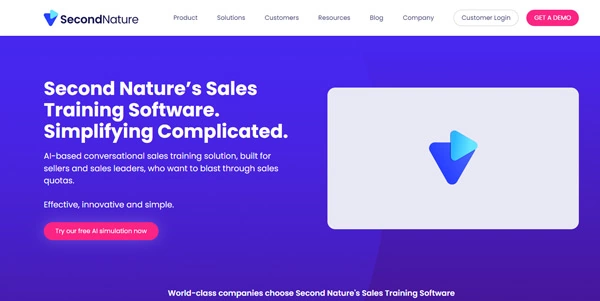 SecondNature
Product
Solutions
Customers
Resources
Blog
Company
Customer Login
GET A DEMO
Second Nature's Sales
Training Software.
Simplifying Complicated.
AI-based conversational sales training solution, built for
sellers and sales leaders, who want to blast through sales
quotas.
Effective, innovative and simple.
Try our free AI simulation now
World-class companies choose Second Nature's Sales Training Software